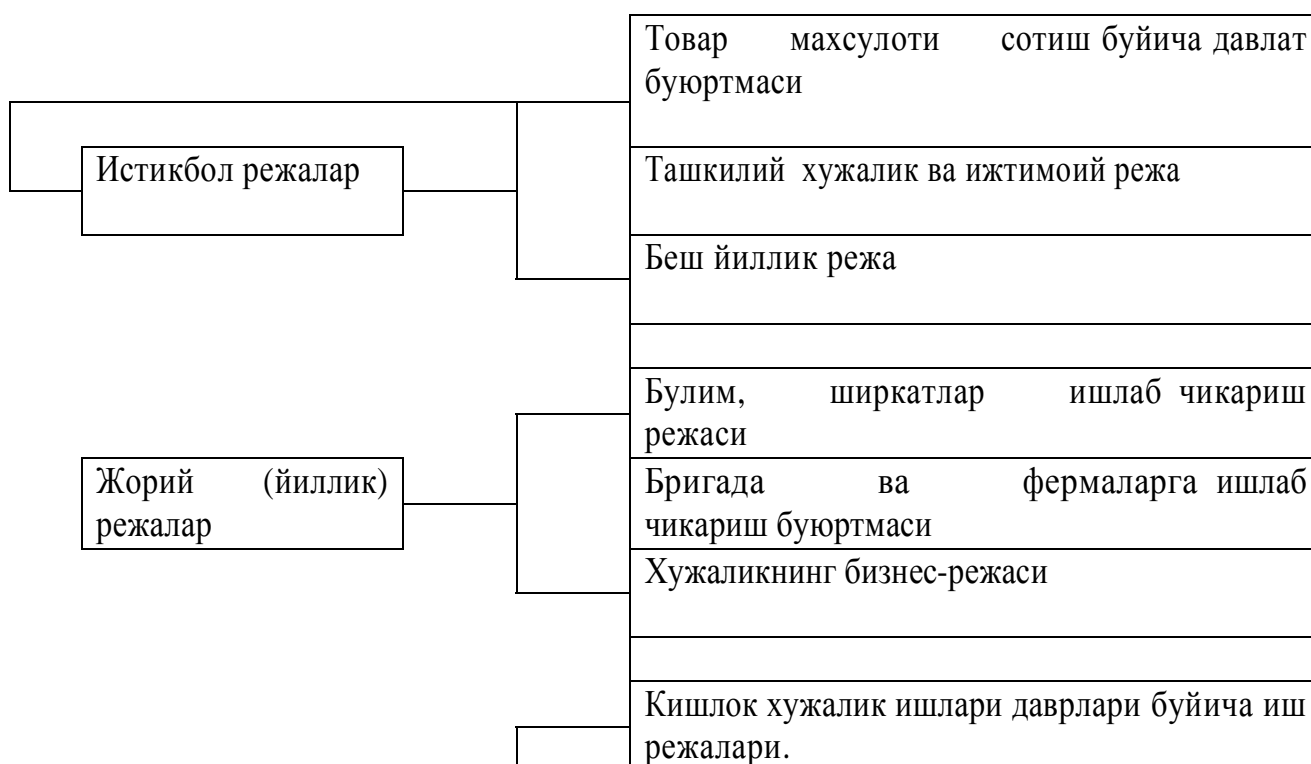 Товар махсулоти сотиш буйича давлат
буюртмаси
Истикбол режалар
Ташкилий хужалик ва ижтимоий режа
Беш йиллик режа
Булим, ширкатлар ишлаб чикариш
режаси
Жорий (йиллик)
режалар
Бригада ва фермаларга ишлаб
чикариш буюртмаси
Хужаликнинг бизнес-режаси
Кишлок хужалик ишлари даврлари буйича иш
режалари.